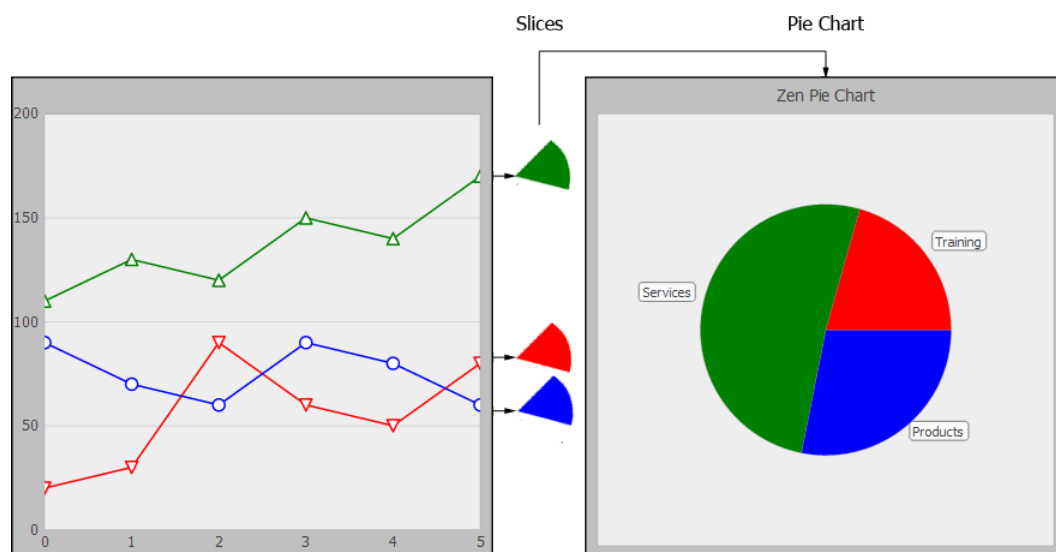 Slices
Pie Chart
Zen Pie Chart
200
150
100
50
0
0 1 2 3 4 5
Training
Services
Products